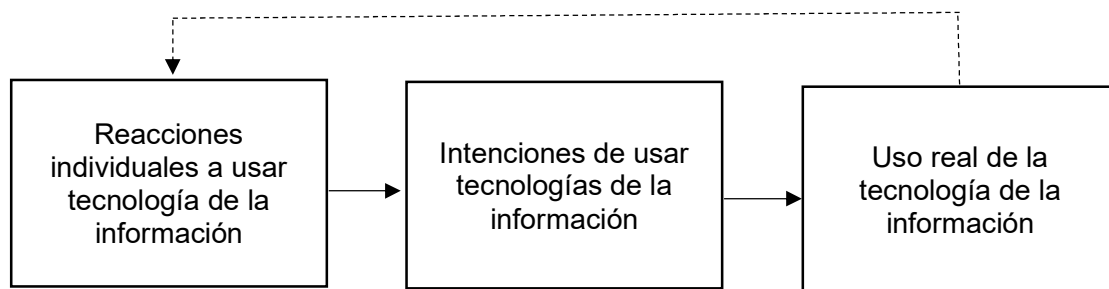 Reacciones
individuales a usar
tecnología de la
información
Intenciones de usar
tecnologías de la
información
Uso real de la
tecnología de la
información